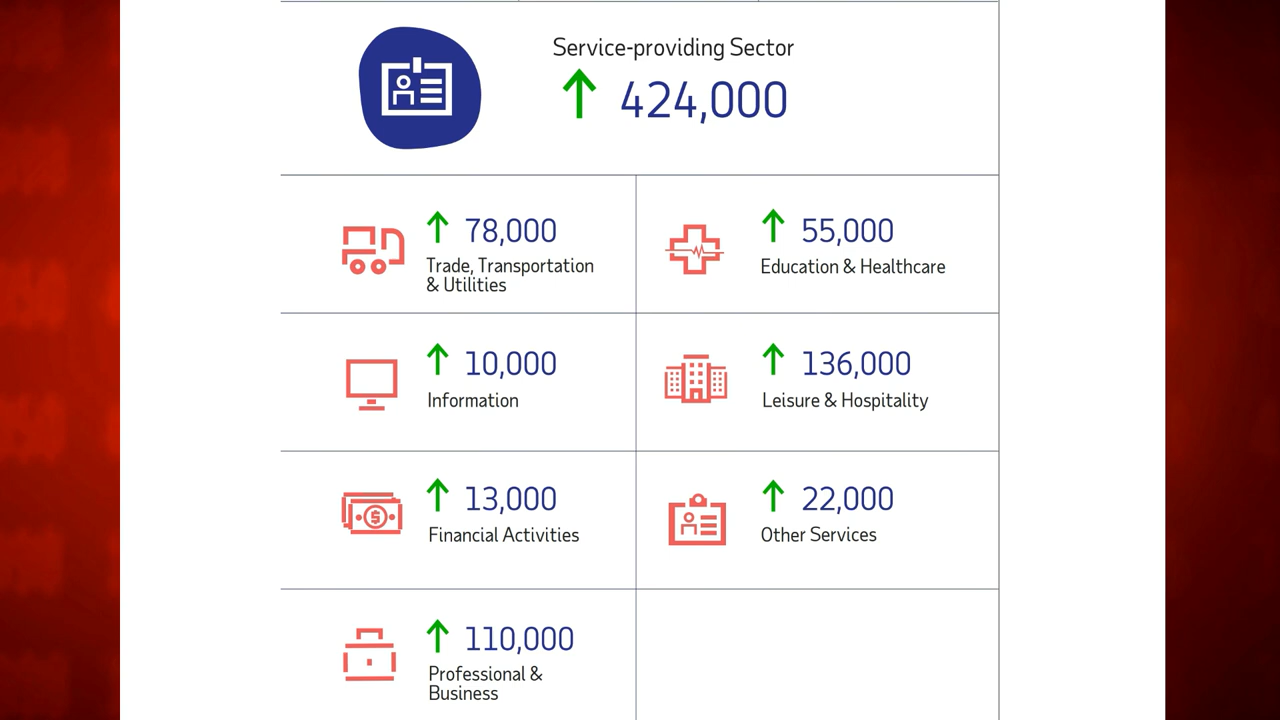 Service-providing Sector
424,000
78,000
Trade, Transportation
& Utilities
55,000
Education & Healthcare
10,000
Information
136,000
Leisure & Hospitality
13,000
Financial Activities
22,000
Other Services
110,000
Professional &
Business